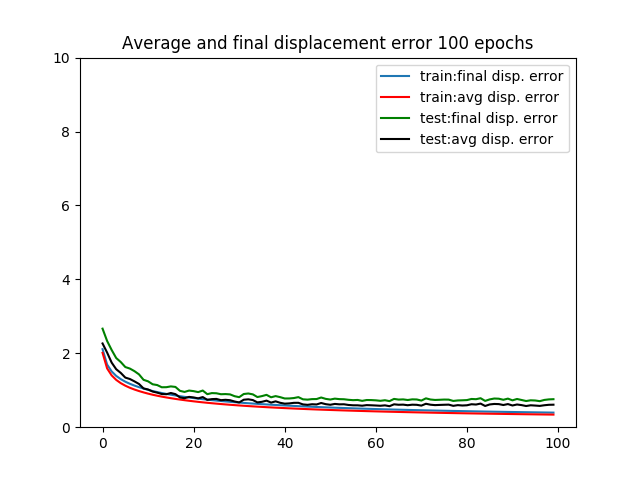 Average and final displacement error 100 epochs
10
8
6
4
2
0
train:final disp. error
train:avg disp. error
test:final disp. error
test:avg disp. error
0 20 40 60 80 100